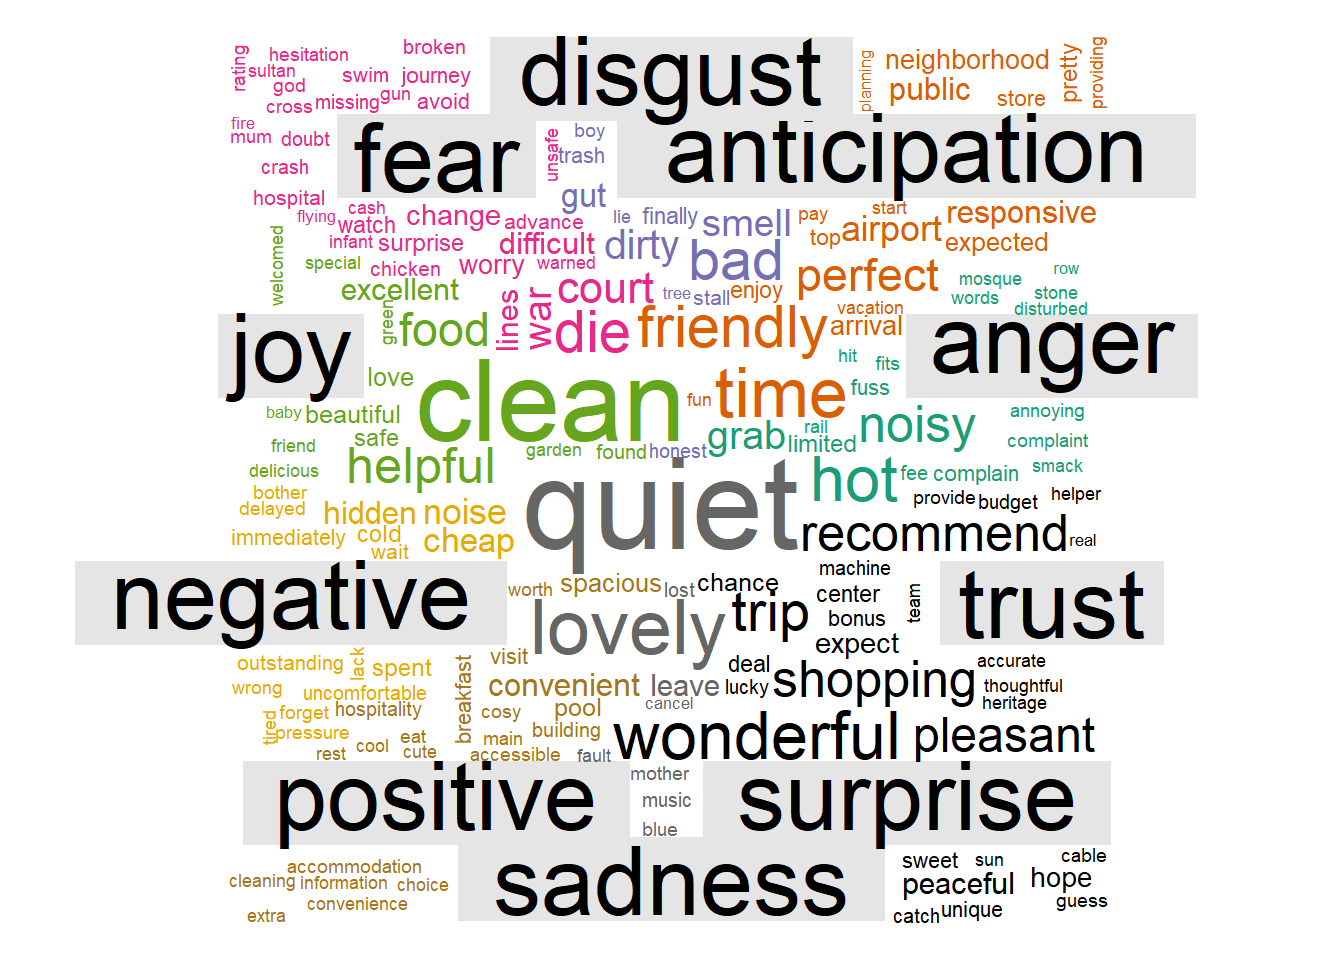 disgust
broken
hesitation
rating
sultan
god
swim journey
cross missing gun avoid
planning
neighborhood
public
store
pretty
providing
fire
mum doubt
crash
fear
unsafe
boy
trash
anticipation
hospital
gut
flying cash
watch change advance
lie finally smell
pay start
top airport responsive
expected
welcomed
infant surprise difficult
dirty bad
special chicken worry warned
excellent
court
tree stall enjoy
perfect
mosque row
words stone
disturbed
joy
green
food
lines
war
die
friendly
vacation
arrival
anger
hit fits
love
clean
fun
time
fuss
baby beautiful
safe
friend
helpful
delicious
garden found honest
grab
rail
limited
noisy
annoying
complaint
bother
delayed
hidden noise
quiet
hot
fee complain smack
provide budget helper
immediately cold
wait
cheap
recommend real
negative
worth spacious lost chance
machine
center
team
trust
lovely
trip
bonus
expect
outstanding
lack
spent
visit
deal
shopping
accurate
wrong
uncomfortable
convenient leave
lucky
thoughtful
heritage
tired
forget hospitality
breakfast
cosy pool
cancel
pressure
eat
main building
wonderful pleasant
rest cool cute
accessible fault
positive
mother
music
blue
surprise
accommodation
cleaning information choice
convenience
extra
sadness
sweet sun cable
peaceful hope
guess
catch unique